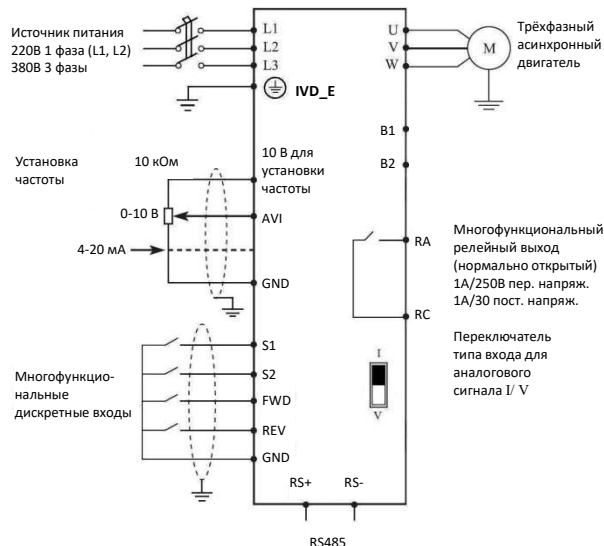 Источник питания
220В 1 фаза (L1, L2)
380В 3 фазы
L1
L2
L3
IVD_E
U
V
W
M
Трёхфазный
асинхронный
двигатель
B1
B2
Установка
частоты
10 кОм
0-10 В
4-20 мА
10 В для
установки
частоты
AVI
GND
RA
RC
Многофункциональный
релейный выход
(нормально открытый)
1А/250В пер. напряж.
1А/30 пост. напряж.
Переключатель
типа входа для
аналогового
сигнала I/ V
I
V
Многофункцио-
нальные
дискретные входы
S1
S2
FWD
REV
GND
RS+ RS-
RS485